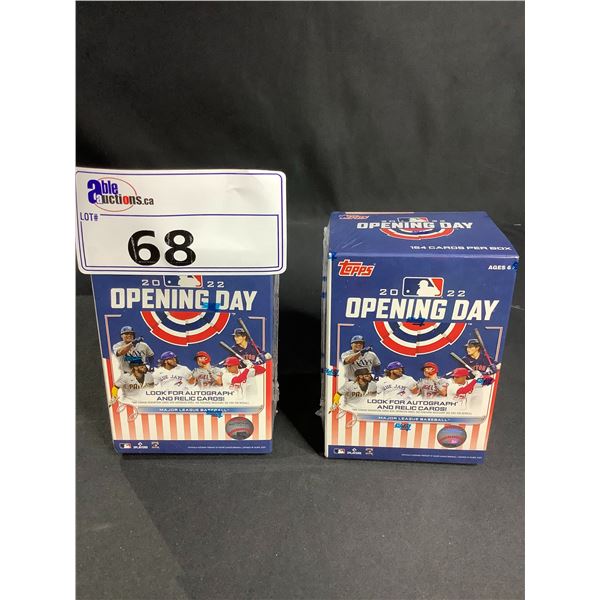 able
auctions.ca
LOT#
68
2022
OPENING DAY
LOOK FOR AUTOGRAPH
AND RELIC CARDS!
MAJOR LEAGUE BASEBALL
Topps
2022
OPENING DAY
154 CARDS PER BOX
Topps
AGES 6
2022
OPENING DAY
LOOK FOR AUTOGRAPH
AND RELIC CARDS!
MAJOR LEAGUE BASEBALL